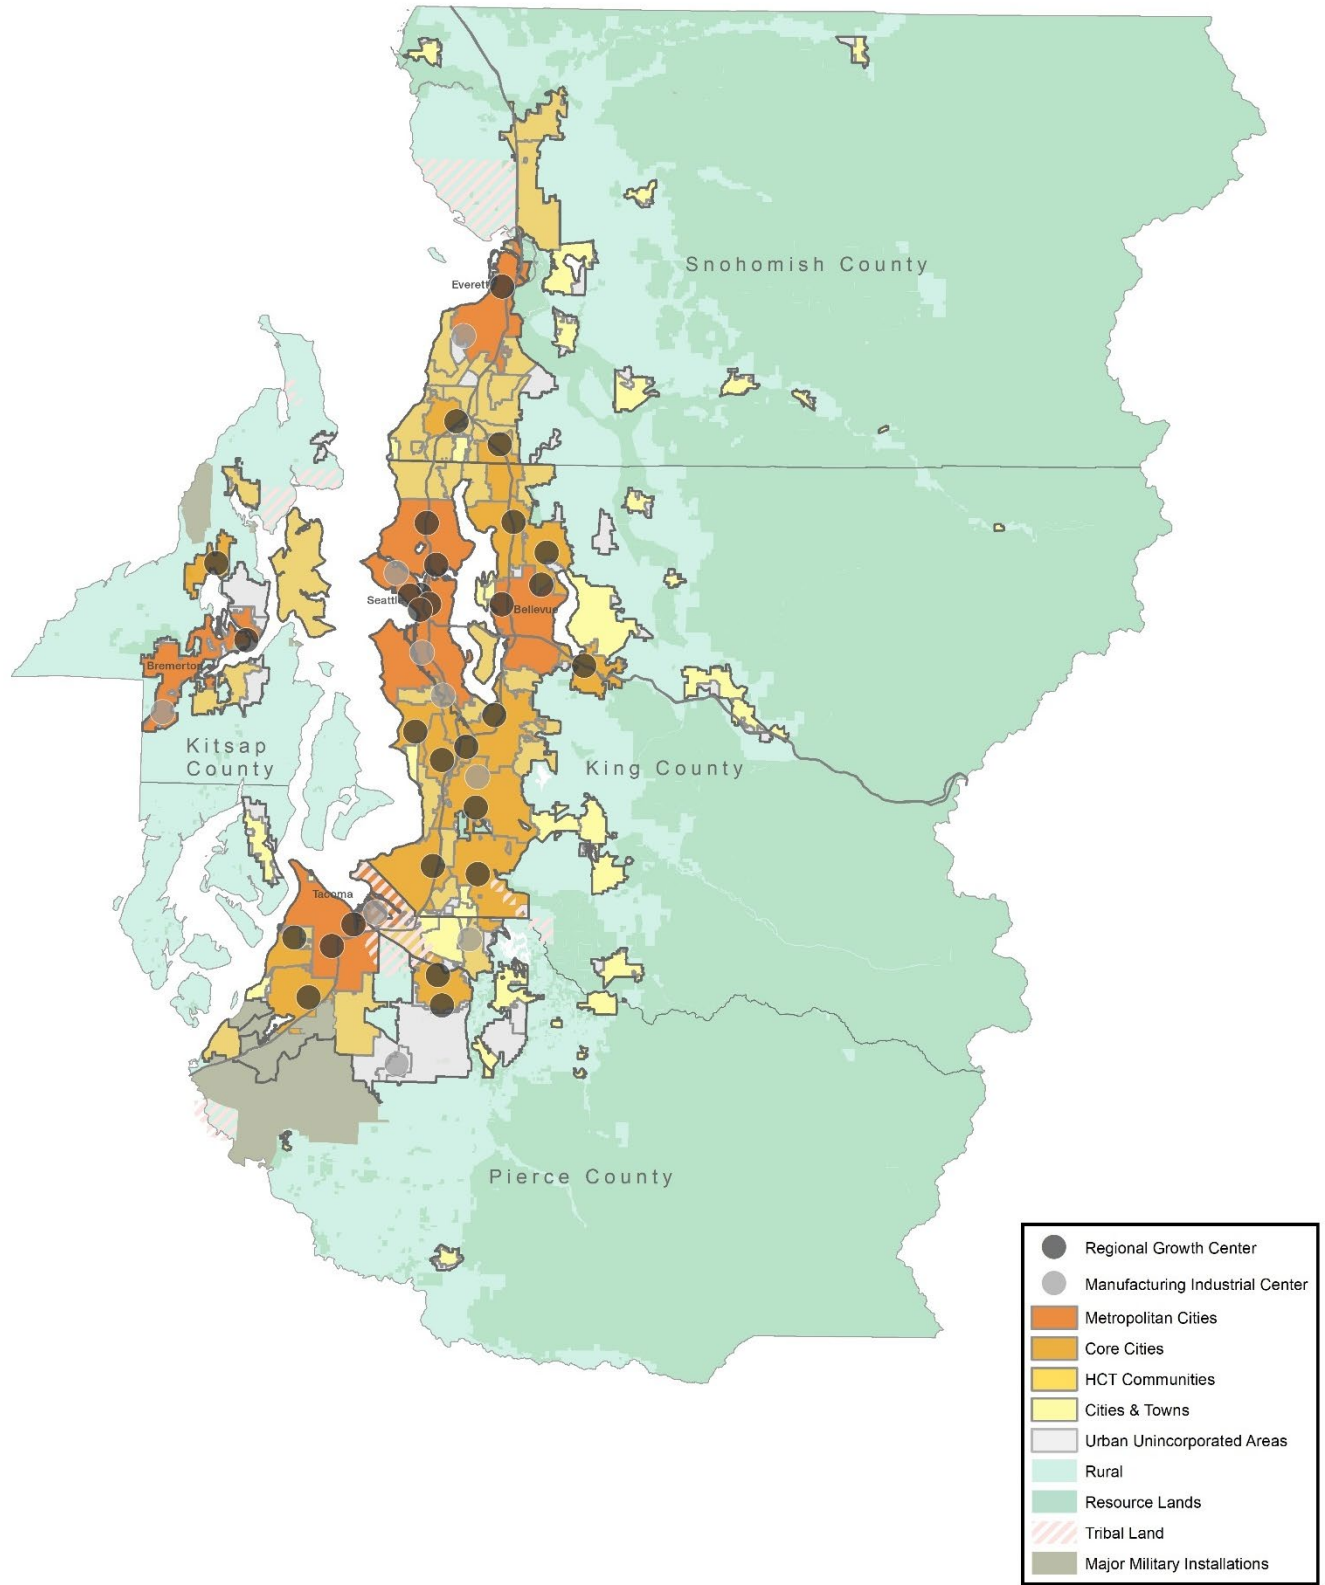 Snohomish County
Everett
Seattle
Bellevue
Bremerton
Kitsap
County
King County
Tacoma
Pierce County
Regional Growth Center
Manufacturing Industrial Center
Metropolitan Cities
Core Cities
HCT Communities
Cities & Towns
Urban Unincorporated Areas
Rural
Resource Lands
Tribal Land
Major Military Installations